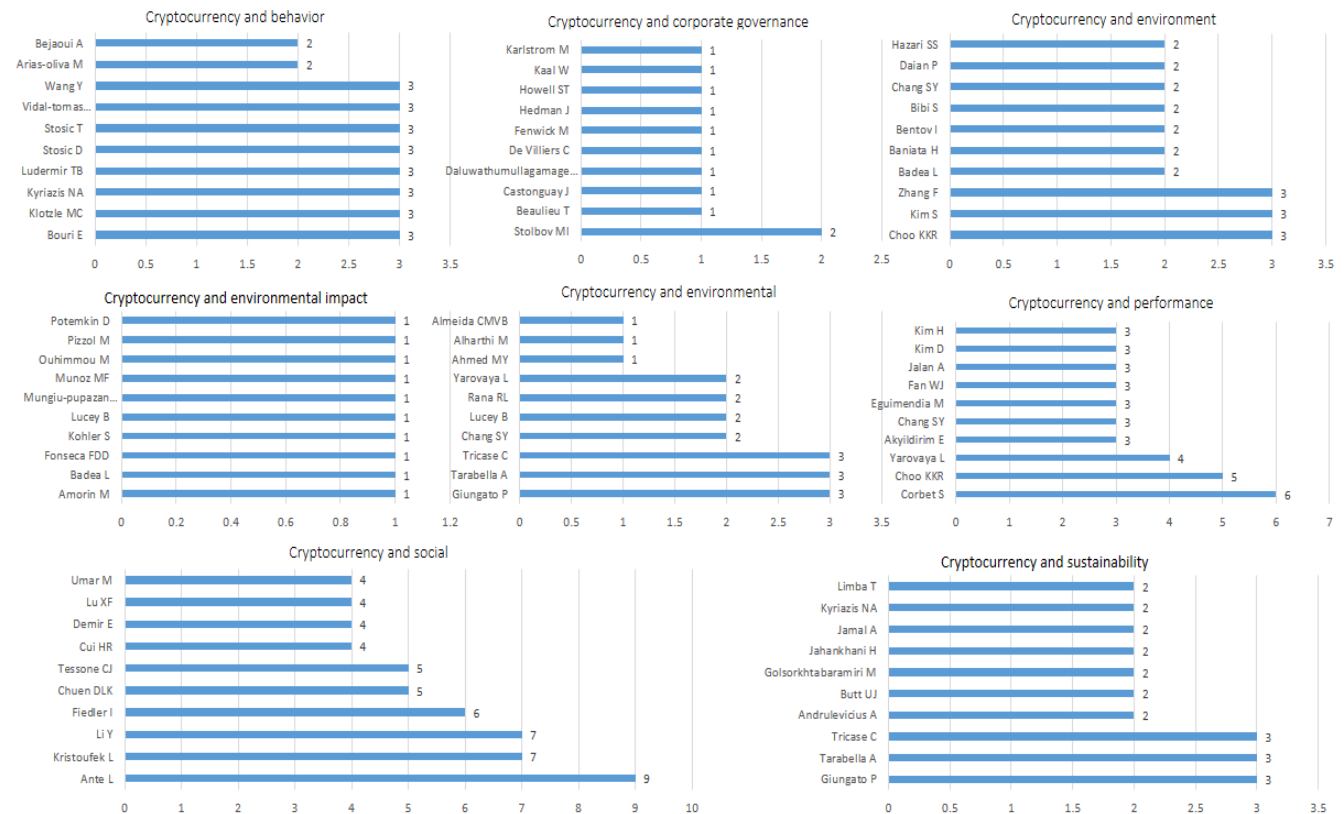 Cryptocurrency and behavior
Bejaoui A 2
Arias-oliva M 2
Wang Y 3
Vidal-tomas... 3
Stosic T 3
Stosic D 3
Ludermir TB 3
Kyriazis NA 3
Klotzle MC 3
Bouri E 3
0 0.5 1 1.5 2 2.5 3 3.5
Cryptocurrency and corporate governance
Karlstrom M 1
Kaal W 1
Howell ST 1
Hedman J 1
Fenwick M 1
De Villiers C 1
Daluwathumullagamage... 1
Castonguay J 1
Beaulieu T 1
Stolbov MI 2
0 0.5 1 1.5 2 2.5
Cryptocurrency and environment
Hazari SS 2
Daian P 2
Chang SY 2
Bibi S 2
Bentov I 2
Baniata H 2
Badea L 2
Zhang F 3
Kim S 3
Choo KKR 3
0 0.5 1 1.5 2 2.5 3 3.5
Cryptocurrency and environmental impact
Potemkin D 1
Pizzol M 1
Ouhimmou M 1
Munoz MF 1
Mungiu-pupazan... 1
Lucey B 1
Kohler S 1
Fonseca FDD 1
Badea L 1
Amorin M 1
0 0.2 0.4 0.6 0.8 1 1.2
Cryptocurrency and environmental
Almeida CMVB 1
Alharthi M 1
Ahmed MY 1
Yarovaya L 2
Rana RL 2
Lucey B 2
Chang SY 2
Tricase C 3
Tarabella A 3
Giungato P 3
0 0.5 1 1.5 2 2.5 3 3.5
Cryptocurrency and performance
Kim H 3
Kim D 3
Jalan A 3
Fan WJ 3
Eguimendia M 3
Chang SY 3
Akyildirim E 3
Yarovaya L 4
Choo KKR 5
Corbet S 6
0 1 2 3 4 5 6 7
Cryptocurrency and social
Umar M 4
Lu XF 4
Demir E 4
Cui HR 4
Tessone CJ 5
Chuen DLK 5
Fiedler I 6
Li Y 7
Kristoufek L 7
Ante L 9
0 1 2 3 4 5 6 7 8 9 10
Cryptocurrency and sustainability
Limba T 2
Kyriazis NA 2
Jamal A 2
Jahankhani H 2
Golsorkhtabaramiri M 2
Butt UJ 2
Andrulevicius A 2
Tricase C 3
Tarabella A 3
Giungato P 3
0 0.5 1 1.5 2 2.5 3 3.5